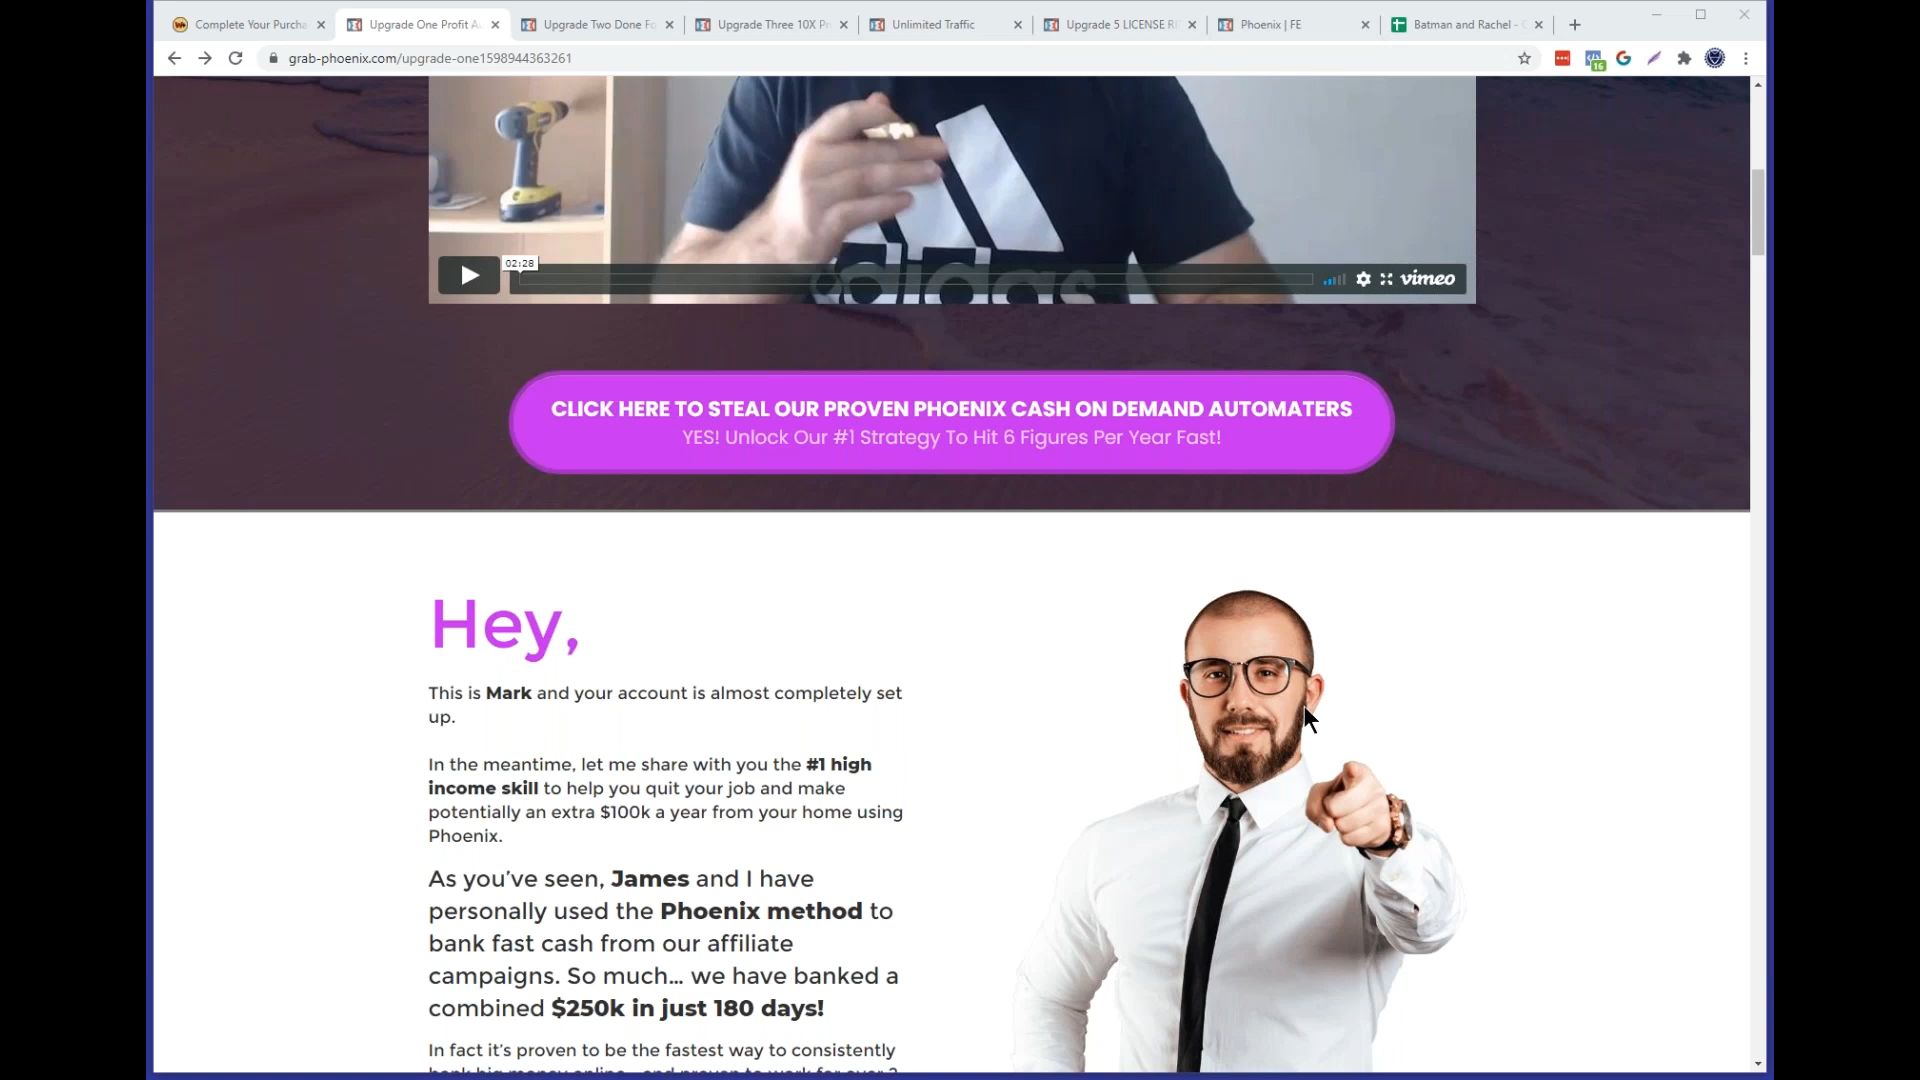 Complete Your Purcha
Upgrade One Profit Au
Upgrade Two Done Fo
Upgrade Three 10X Pr
Unlimited Traffic
Upgrade 5 LICENSE RI
Phoenix | FE
Batman and Rachel -
grab-phoenix.com/upgrade-one1598944363261
16
adidas
02:28
vimeo
CLICK HERE TO STEAL OUR PROVEN PHOENIX CASH ON DEMAND AUTOMATERS
YES! Unlock Our #1 Strategy To Hit 6 Figures Per Year Fast!
Hey,
This is Mark and your account is almost completely set
up.
In the meantime, let me share with you the #1 high
income skill to help you quit your job and make
potentially an extra $100k a year from your home using
Phoenix.
As you’ve seen, James and I have
personally used the Phoenix method to
bank fast cash from our affiliate
campaigns. So much... we have banked a
combined $250k in just 180 days!
In fact it’s proven to be the fastest way to consistently